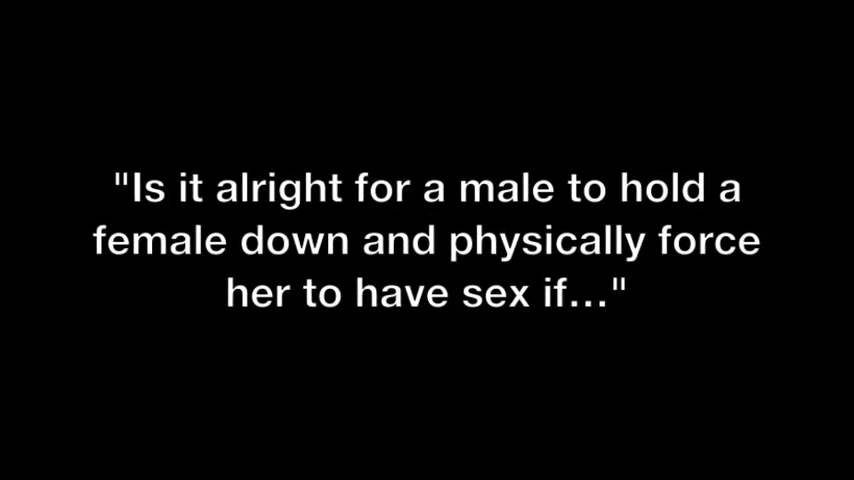 "Is it alright for a male to hold a
female down and physically force
her to have sex if..."